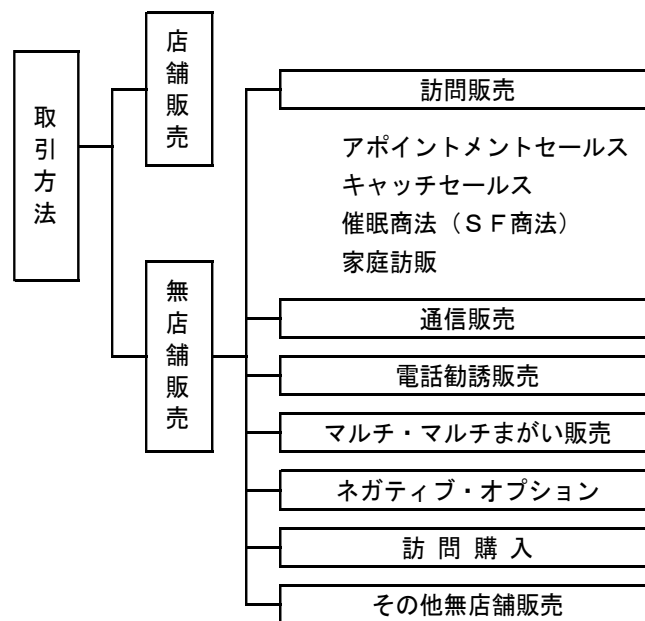 取引方法
店舗販売
無店舗販売
訪問販売
アポイントメントセールス
キャッチセールス
催眠商法（ＳＦ商法）
家庭訪販
通信販売
電話勧誘販売
マルチ・マルチまがい販売
ネガティブ・オプション
訪 問 購 入
その他無店舗販売